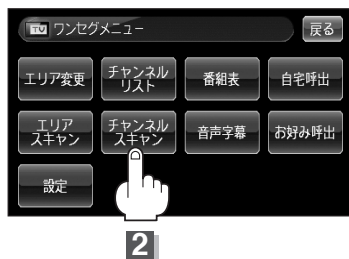 TV ワンセグメニュー 戻る
エリア変更 チャンネル
リスト 番組表 自宅呼出
エリア
スキャン チャンネル
スキャン 音声字幕 お好み呼出
設定
2